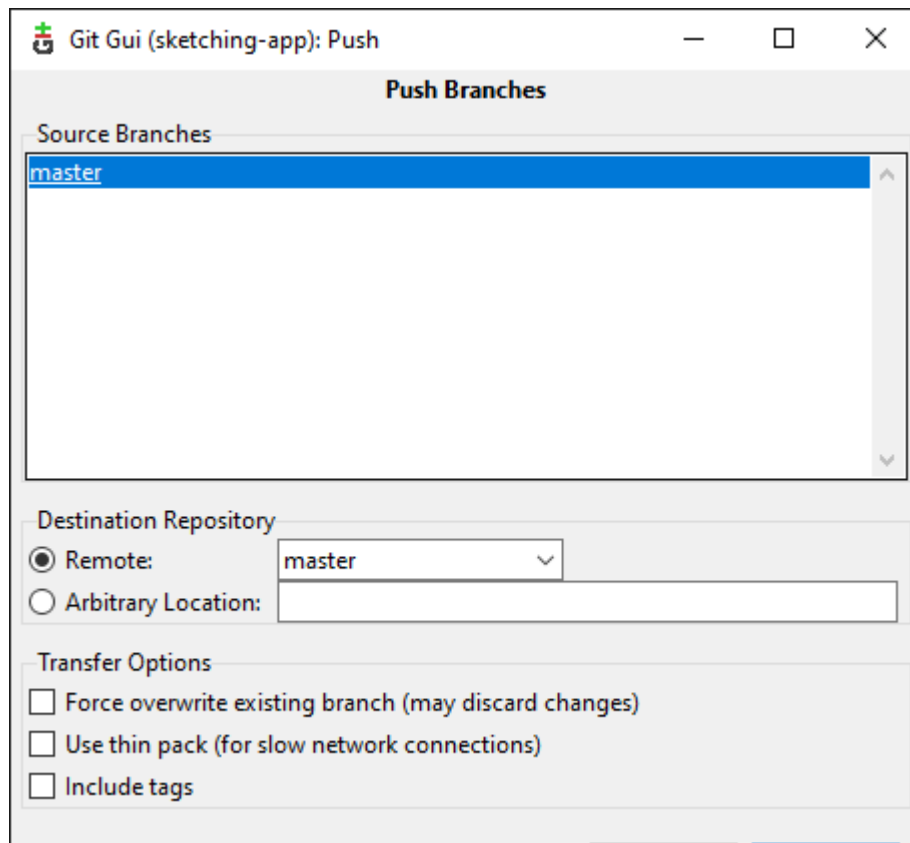 Git Gui (sketching-app): Push
Push Branches
Source Branches
master
Destination Repository
Remote: master
Arbitrary Location:
Transfer Options
Force overwrite existing branch (may discard changes)
Use thin pack (for slow network connections)
Include tags